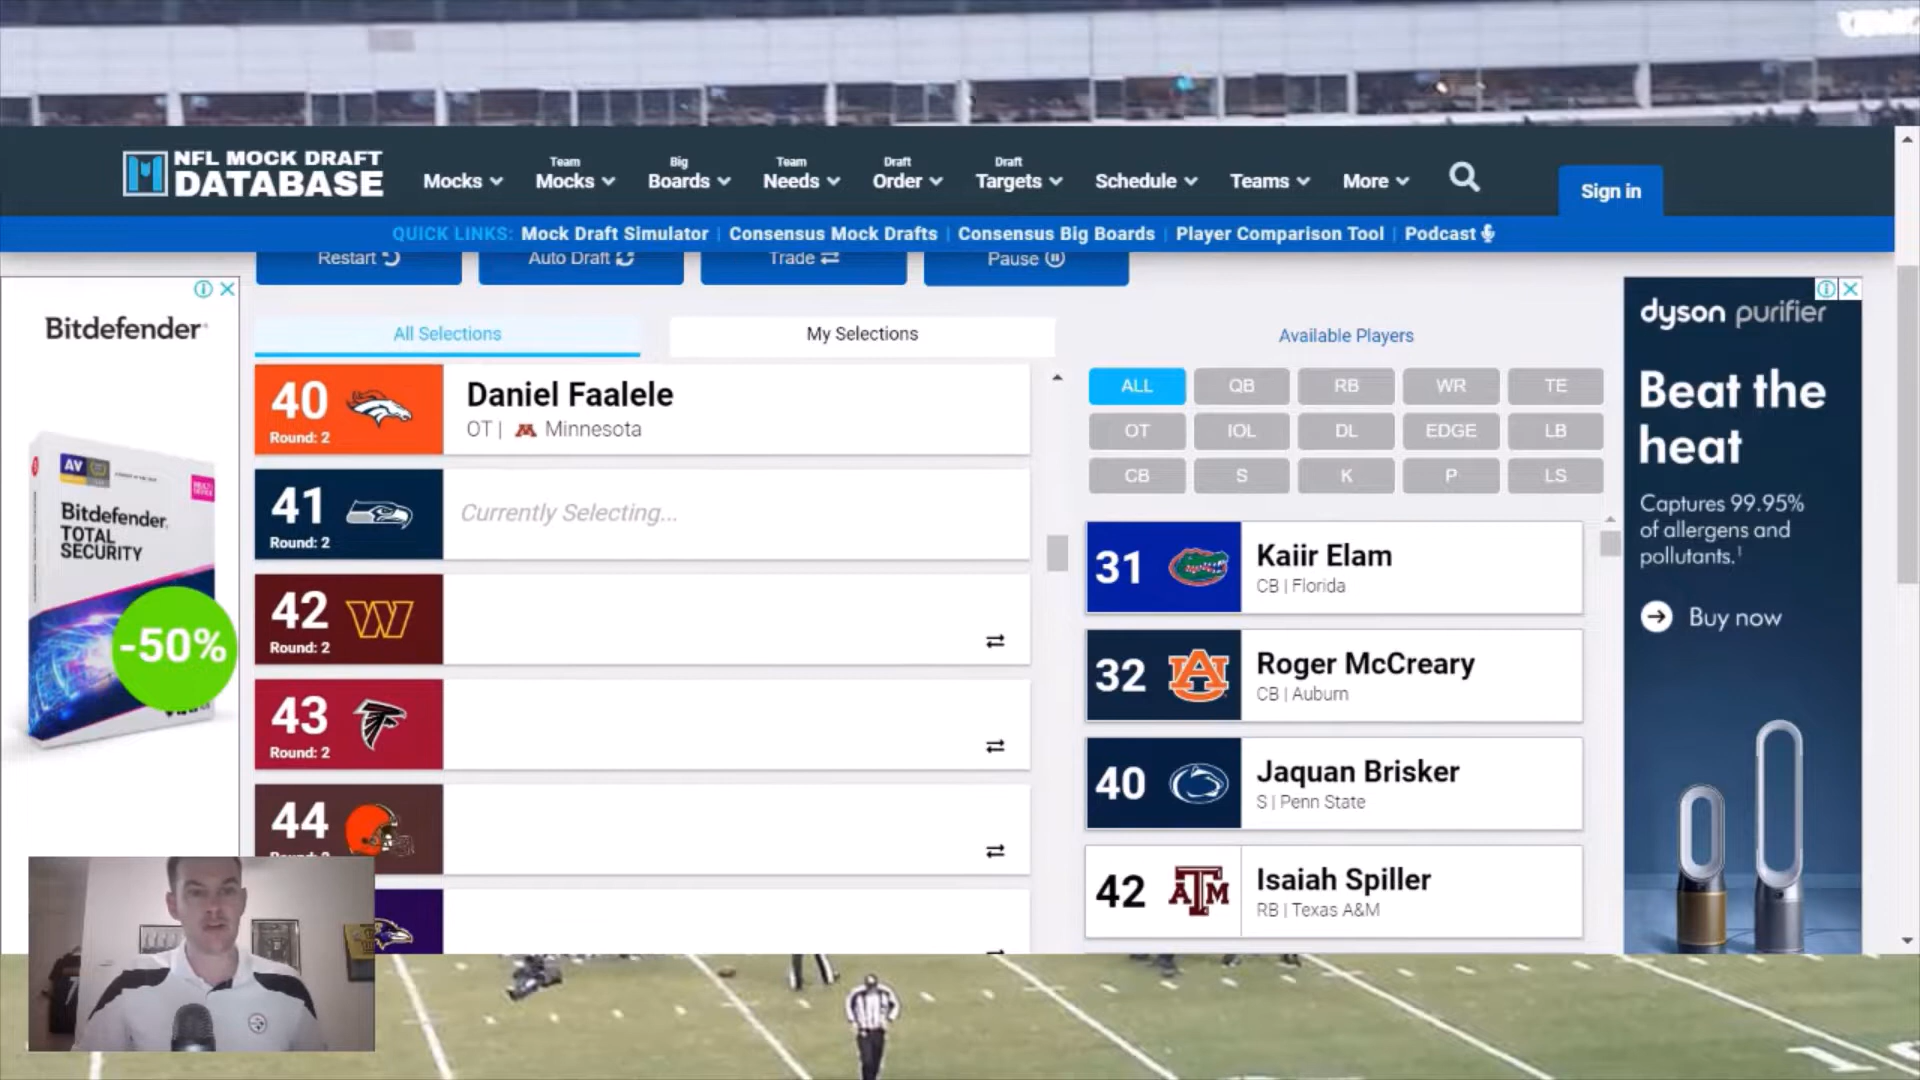 NFL MOCK DRAFT
DATABASE
Mocks
Team
Mocks
Big
Boards
Team
Needs
Draft
Order
Draft
Targets
Schedule
Teams
More
Sign in
QUICK LINKS: Mock Draft Simulator | Consensus Mock Drafts | Consensus Big Boards | Player Comparison Tool | Podcast
Restart
Auto Draft
Trade
Pause
Bitdefender
AV
Bitdefender
TOTAL
SECURITY
-50%
All Selections
My Selections
40
Round: 2
Daniel Faalele
OT | Minnesota
41
Round: 2
Currently Selecting...
42
Round: 2
43
Round: 2
44
Available Players
ALL
QB
RB
WR
TE
OT
IOL
DL
EDGE
LB
CB
S
K
P
LS
31
Kaiir Elam
CB | Florida
32
Roger McCreary
CB | Auburn
40
Jaquan Brisker
S | Penn State
42
ATM
Isaiah Spiller
RB | Texas A&M
dyson purifier
Beat the
heat
Captures 99.95%
of allergens and
pollutants.¹
Buy now